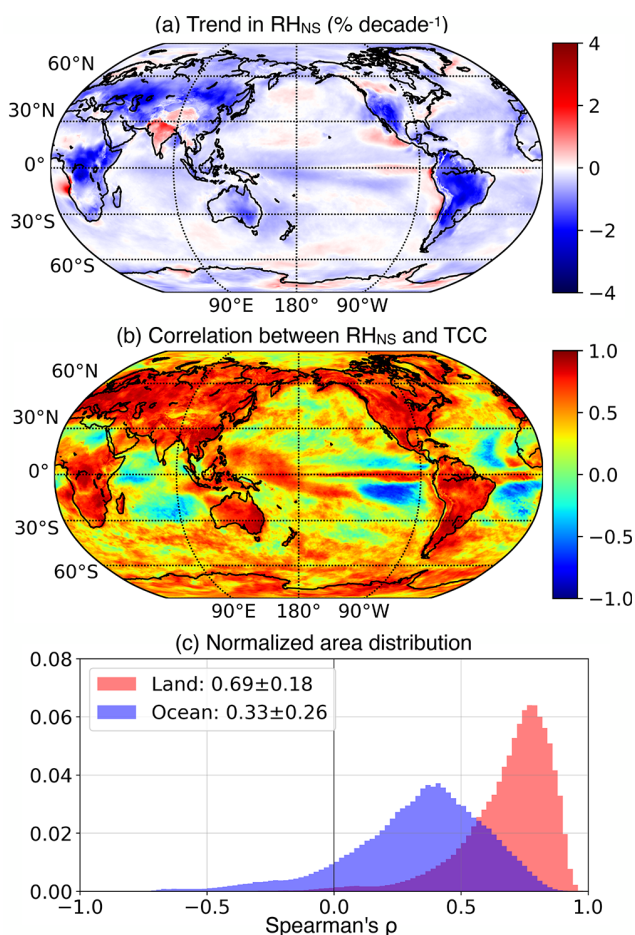 (a) Trend in RHNS (% decade-1)
60°N
30°N
0°
30°S
60°S
90°E 180° 90°W
4
2
0
−2
−4
(b) Correlation between RHNS and TCC
60°N
30°N
0°
30°S
60°S
90°E 180° 90°W
1.0
0.5
0.0
−0.5
−1.0
(c) Normalized area distribution
0.08
0.06
0.04
0.02
0.00
Land: 0.69±0.18
Ocean: 0.33±0.26
−1.0 −0.5 0.0 0.5 1.0
Spearman's ρ